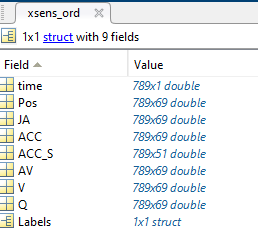 xsens_ord
1x1 struct with 9 fields
Field Value
time 789x1 double
Pos 789x69 double
JA 789x69 double
ACC 789x69 double
ACC_S 789x51 double
AV 789x69 double
V 789x69 double
Q 789x69 double
Labels 1x1 struct